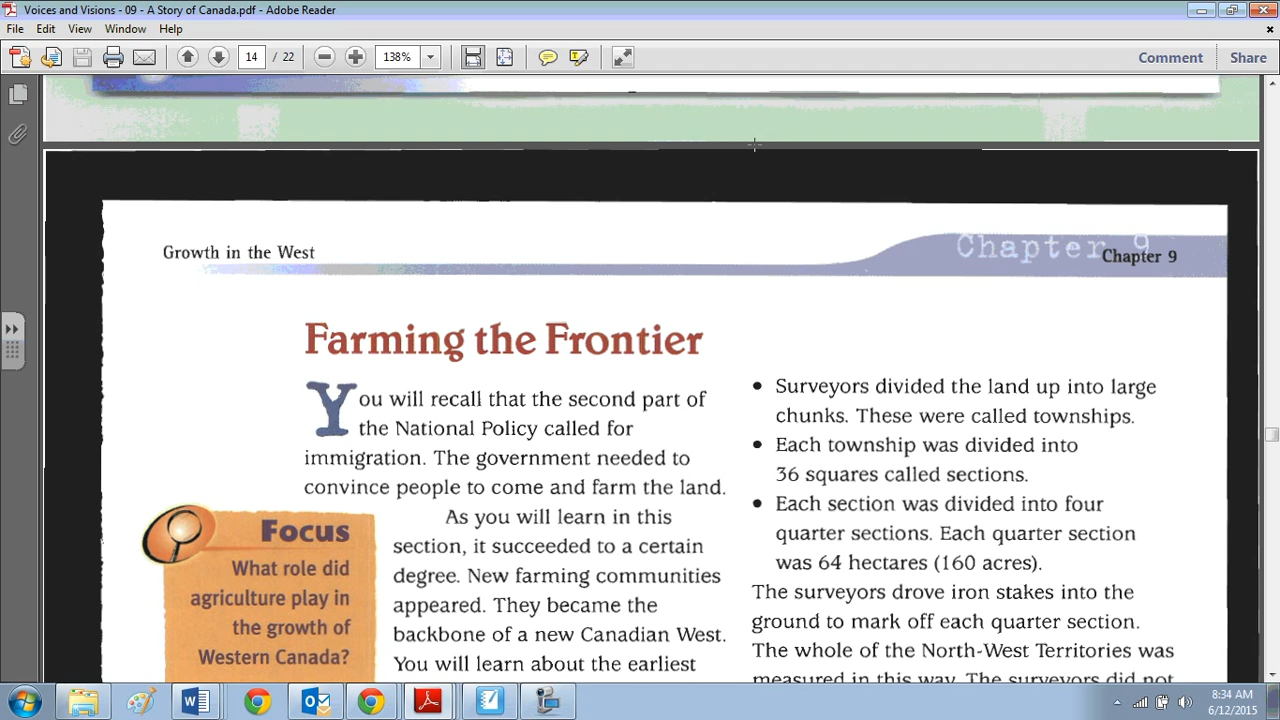 Voices and Visions - 09 - A Story of Canada.pdf - Adobe Reader
File Edit View Window Help
14 / 22 138% Comment Share
Growth in the West
Chapter 9
Chapter 9
Farming the Frontier
You will recall that the second part of
the National Policy called for
immigration. The government needed to
convince people to come and farm the land.
As you will learn in this
section, it succeeded to a certain
degree. New farming communities
appeared. They became the
backbone of a new Canadian West.
You will learn about the earliest
Focus
What role did
agriculture play in
the growth of
Western Canada?
• Surveyors divided the land up into large
chunks. These were called townships.
• Each township was divided into
36 squares called sections.
• Each section was divided into four
quarter sections. Each quarter section
was 64 hectares (160 acres).
The surveyors drove iron stakes into the
ground to mark off each quarter section.
The whole of the North-West Territories was
measured in this way. The surveyors did not
8:34 AM
6/12/2015